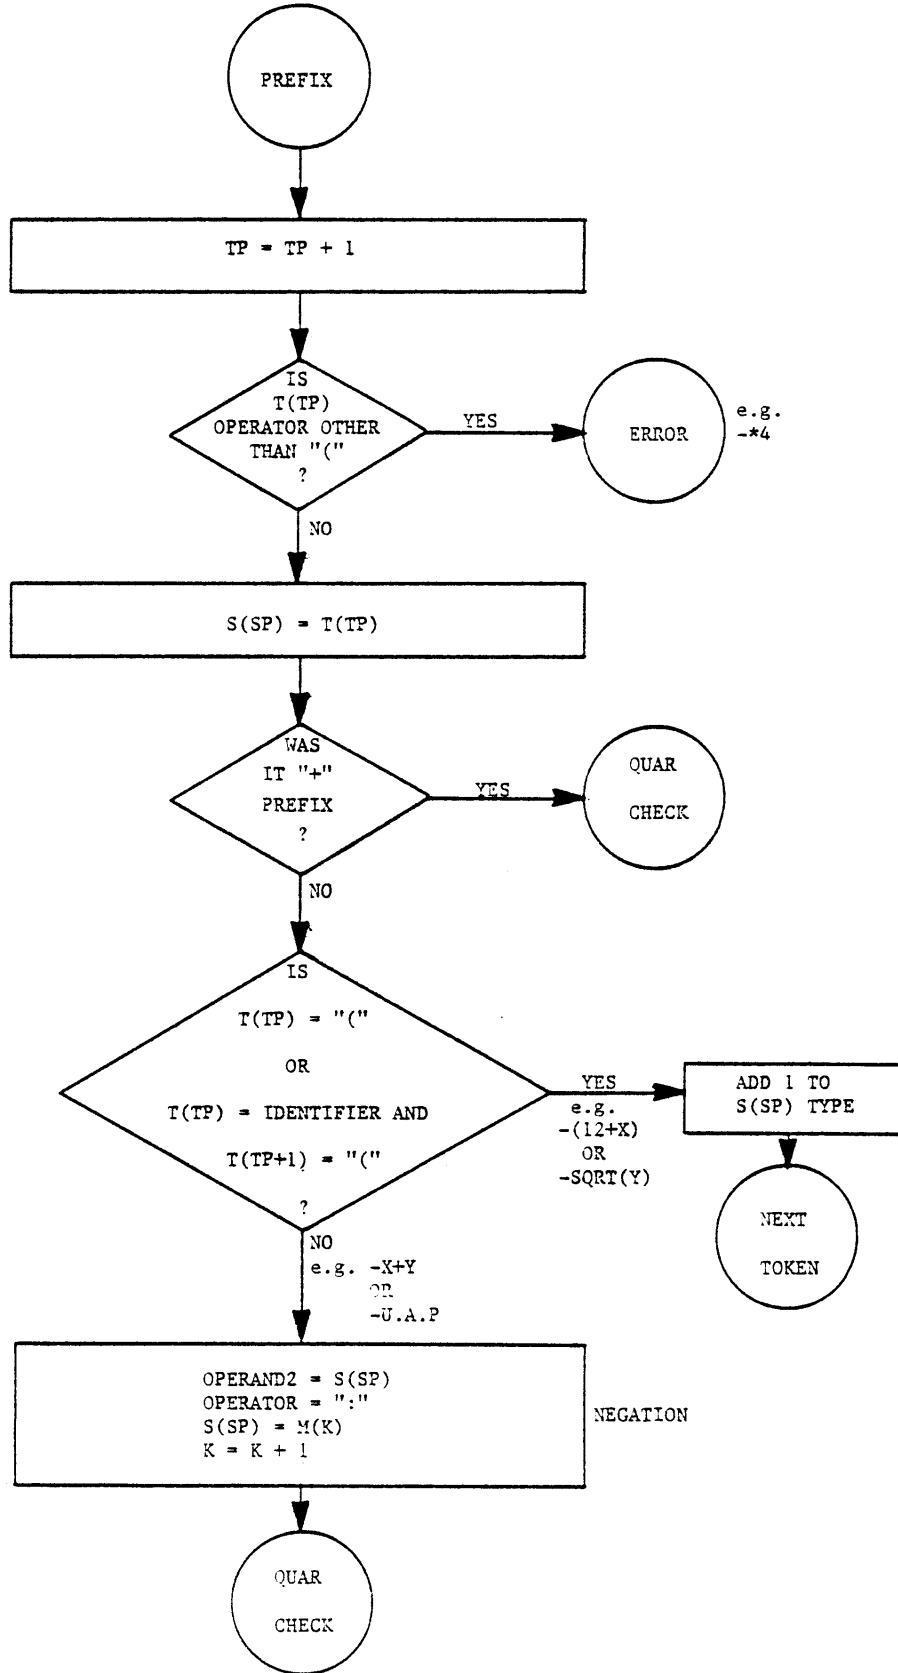 PREFIX
TP = TP + 1
IS
T(TP)
OPERATOR OTHER
THAN "("
?
YES
ERROR
e.g.
-*4
NO
S(SP) = T(TP)
WAS
IT "+"
PREFIX
?
YES
QUAR
CHECK
NO
IS
T(TP) = "("
OR
T(TP) = IDENTIFIER AND
T(TP+1) = "("
?
YES
e.g.
-(12+X)
OR
-SQRT(Y)
ADD 1 TO
S(SP) TYPE
NEXT
TOKEN
NO
e.g. -X+Y
OR
-U.A.P
OPERAND2 = S(SP)
OPERATOR = ":"
S(SP) = M(K)
K = K + 1
NEGATION
QUAR
CHECK